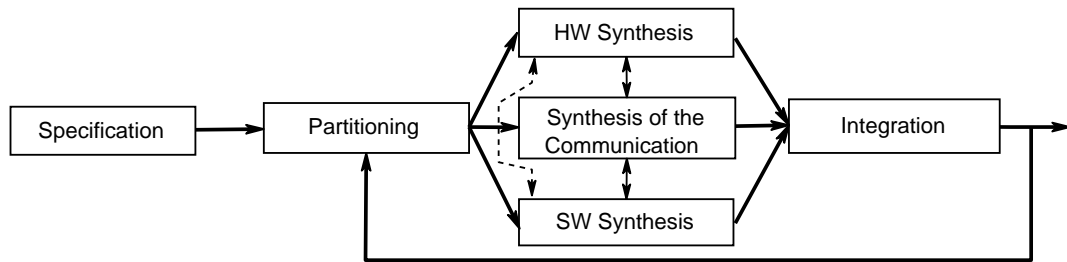 HW Synthesis
Specification
Partitioning
Synthesis of the
Communication
Integration
SW Synthesis